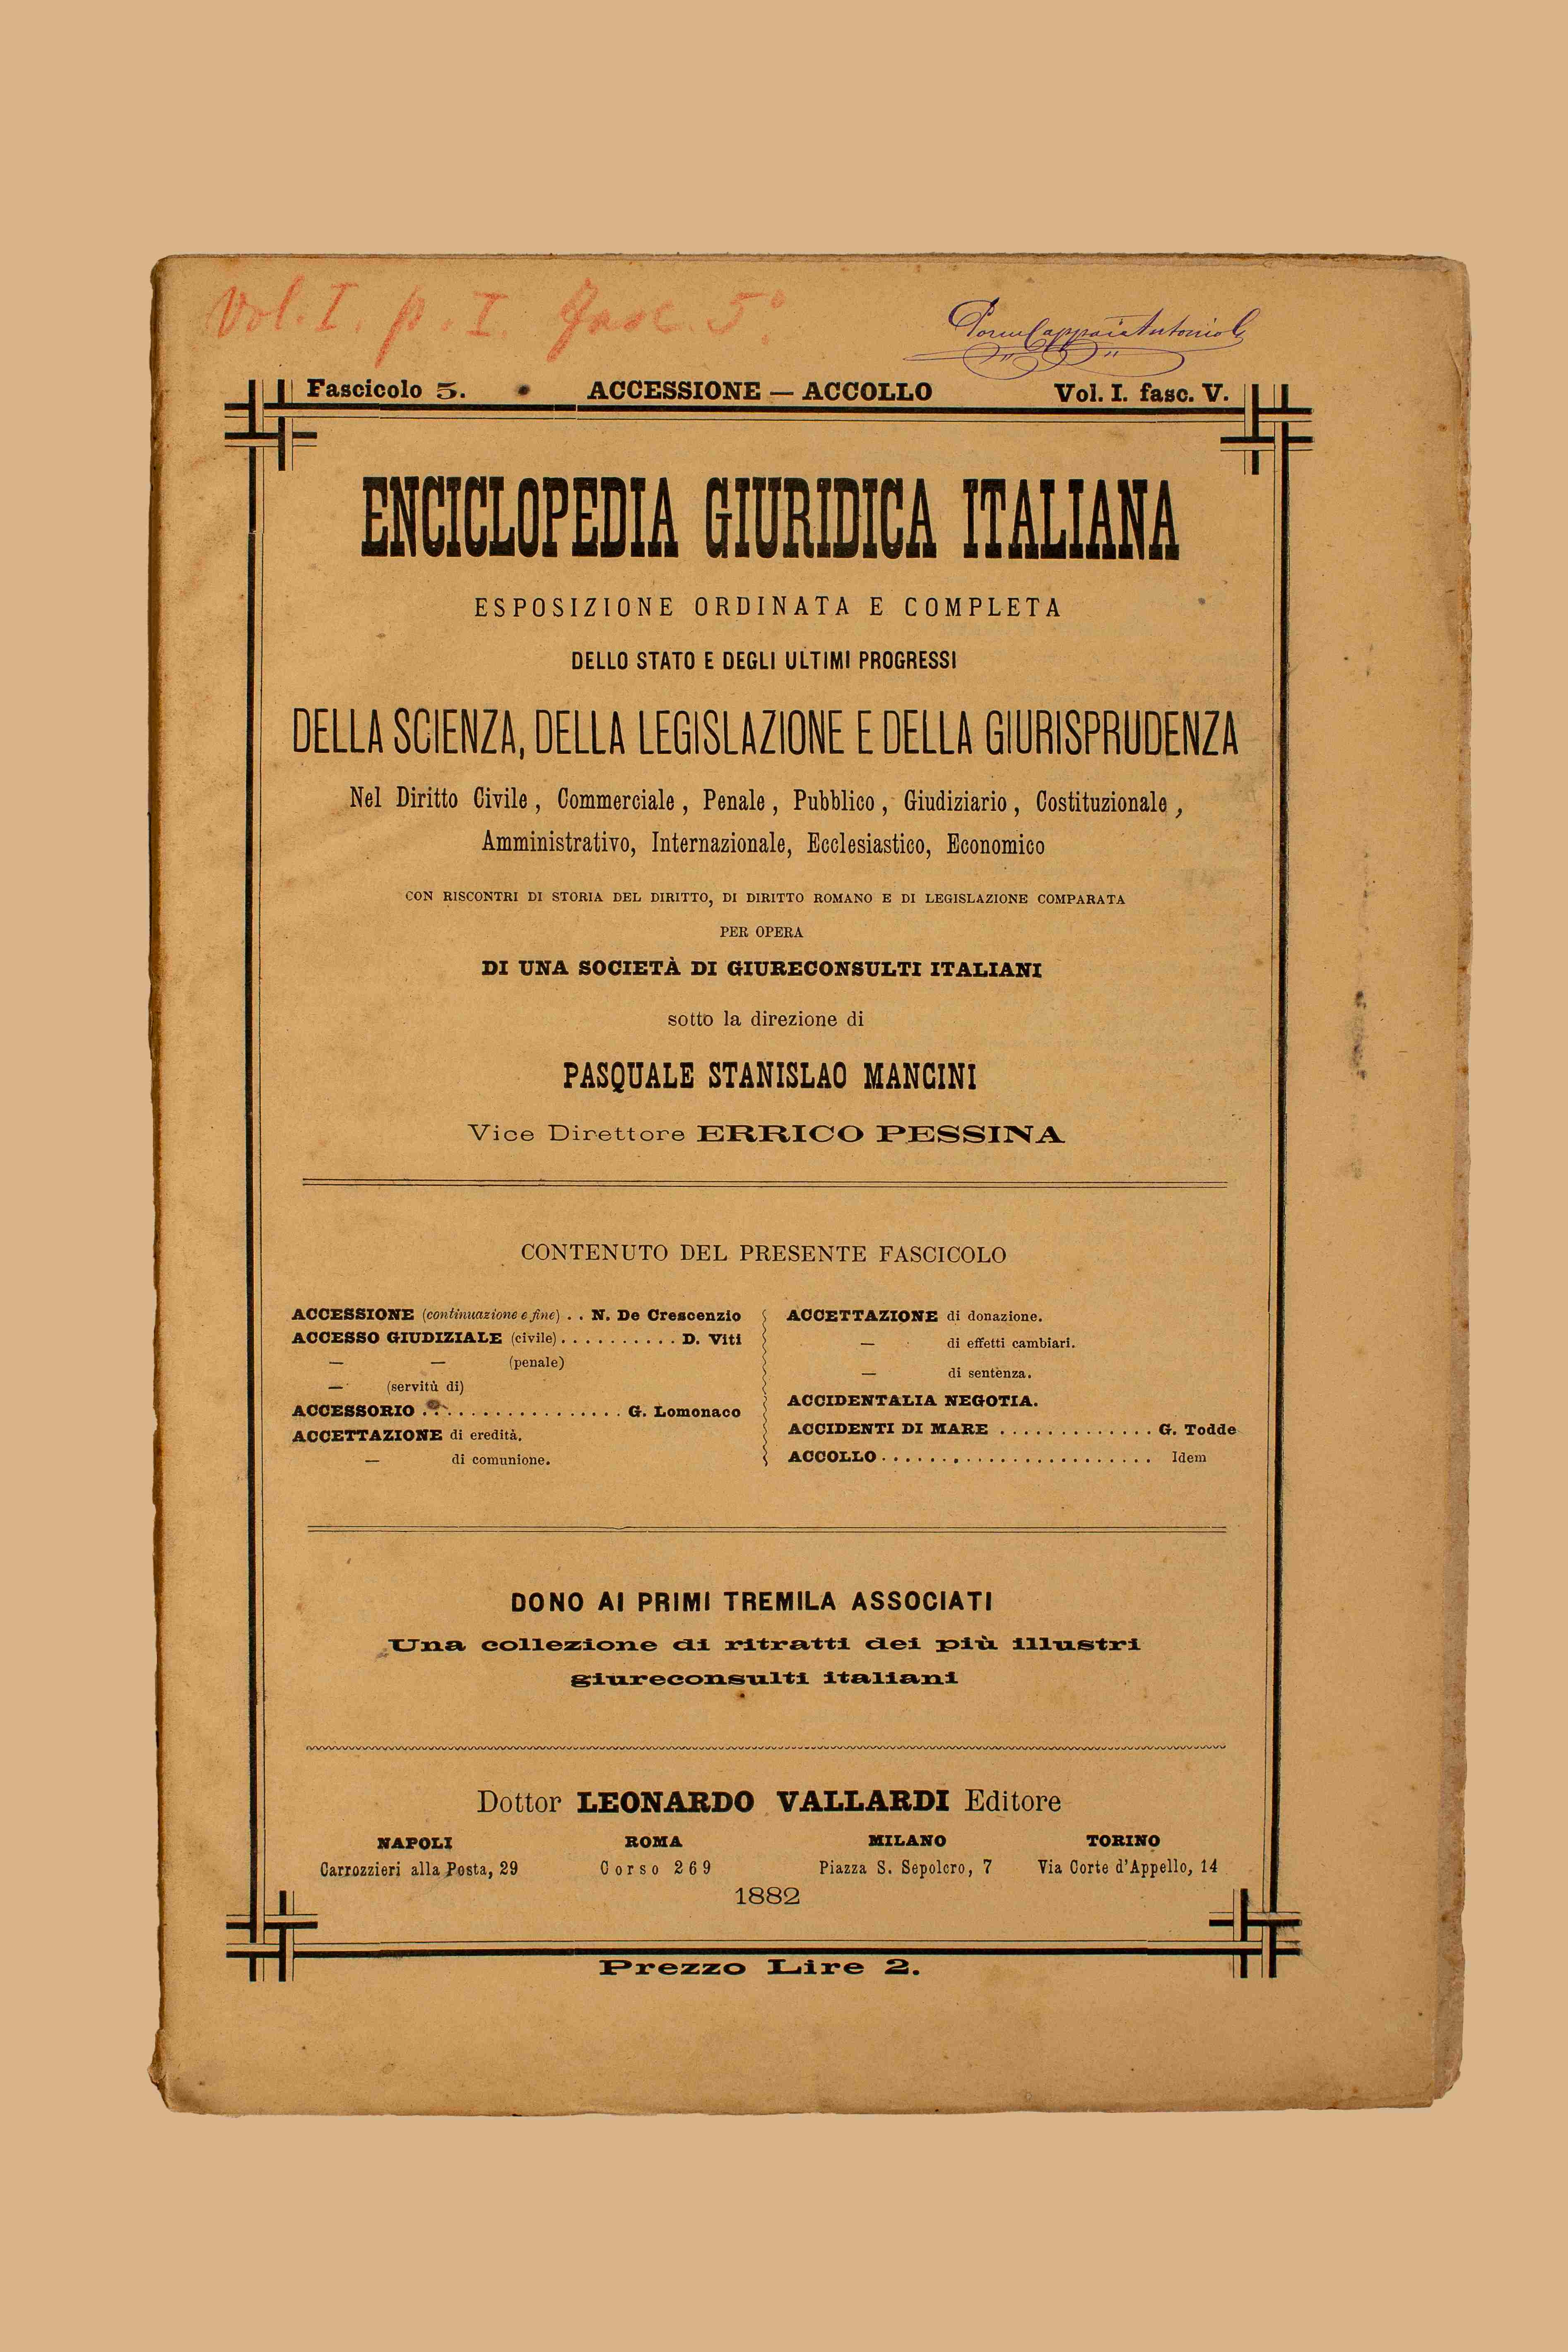 Vol. I. p. I. fasc. 5º
Fascicolo 5. ACCESSIONE — ACCOLLO Vol. I. fasc. V.
ENCICLOPEDIA GIURIDICA ITALIANA
ESPOSIZIONE ORDINATA E COMPLETA
DELLO STATO E DEGLI ULTIMI PROGRESSI
DELLA SCIENZA, DELLA LEGISLAZIONE E DELLA GIURISPRUDENZA
Nel Diritto Civile, Commerciale, Penale, Pubblico, Giudiziario, Costituzionale,
Amministrativo, Internazionale, Ecclesiastico, Economico
CON RISCONTRI DI STORIA DEL DIRITTO, DI DIRITTO ROMANO E DI LEGISLAZIONE COMPARATA
PER OPERA
DI UNA SOCIETÀ DI GIURECONSULTI ITALIANI
sotto la direzione di
PASQUALE STANISLAO MANCINI
Vice Direttore ERRICO PESSINA
CONTENUTO DEL PRESENTE FASCICOLO
ACCESSIONE (continuazione e fine) . . N. De Crescenzio
ACCESSO GIUDIZIALE (civile) . . . . . . . . . . D. Viti
— — (penale)
— (servitù di)
ACCESSORIO . . . . . . . . . . . . . . . . . G. Lomonaco
ACCETTAZIONE di eredità.
— di comunione.
ACCETTAZIONE di donazione.
— di effetti cambiari.
— di sentenza.
ACCIDENTALIA NEGOTIA.
ACCIDENTI DI MARE . . . . . . . . . . . . . G. Todde
ACCOLLO . . . . . . . . . . . . . . . . . . . . . . . Idem
DONO AI PRIMI TREMILA ASSOCIATI
Una collezione di ritratti dei più illustri
giureconsulti italiani
Dottor LEONARDO VALLARDI Editore
NAPOLI ROMA MILANO TORINO
Carrozzieri alla Posta, 29 Corso 269 Piazza S. Sepolcro, 7 Via Corte d'Appello, 14
1882
Prezzo Lire 2.